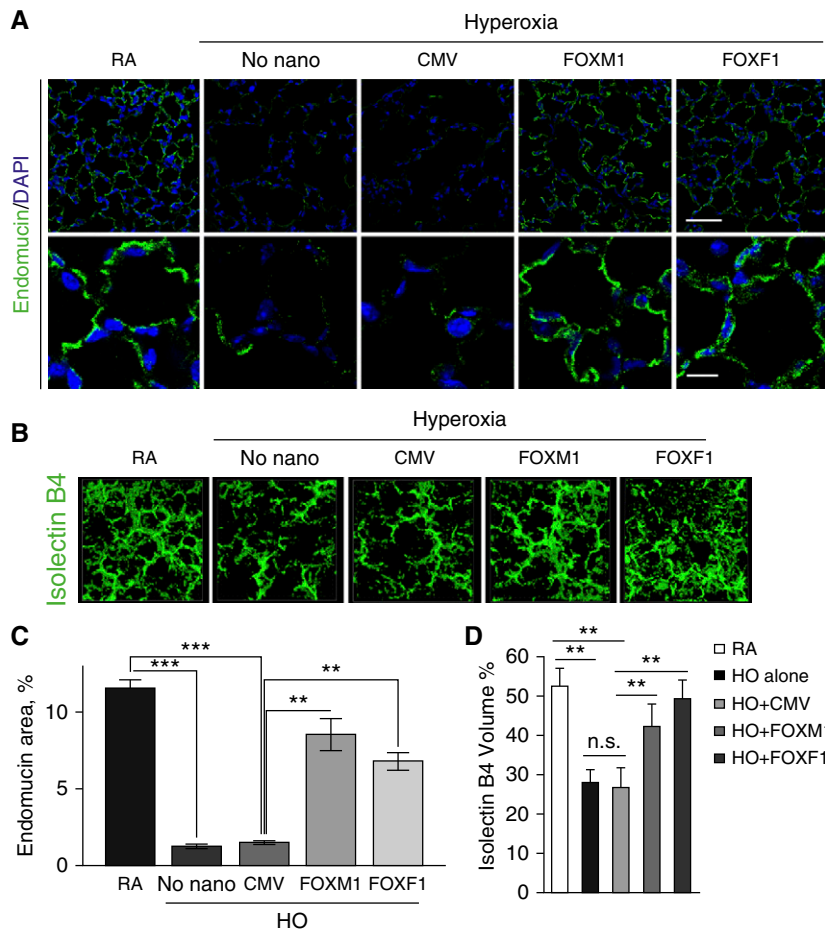 A
Hyperoxia
RA No nano CMV FOXM1 FOXF1
Endomucin/DAPI
B
Hyperoxia
RA No nano CMV FOXM1 FOXF1
Isolectin B4
C
Endomucin area, %
10
5
0
***
***
**
**
RA No nano CMV FOXM1 FOXF1
HO
D
Isolectin B4 Volume %
60
50
40
30
20
10
0
**
**
**
**
n.s.
RA
HO alone
HO+CMV
HO+FOXM1
HO+FOXF1